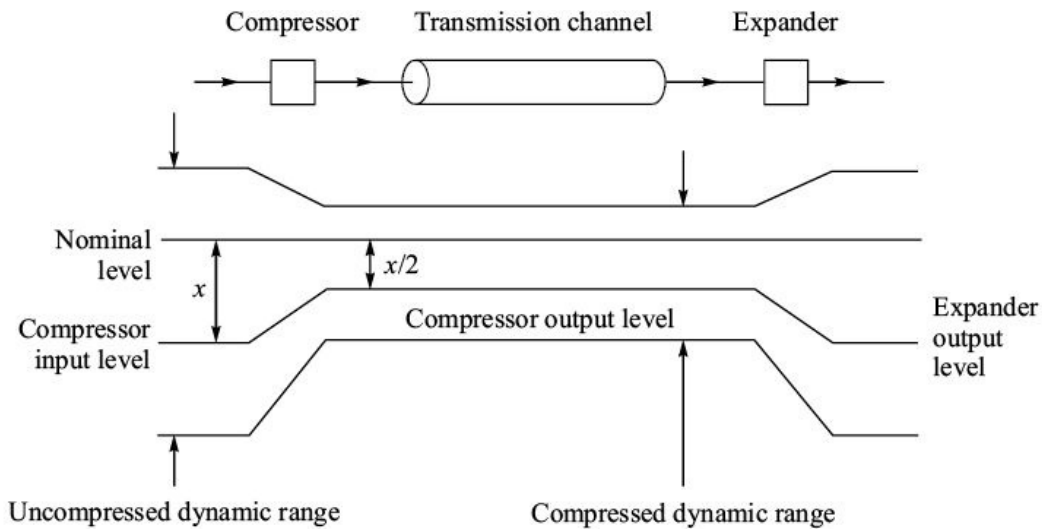 Compressor
Transmission channel
Expander
Nominal
level
x
x/2
Compressor
input level
Compressor output level
Expander
output
level
Uncompressed dynamic range
Compressed dynamic range